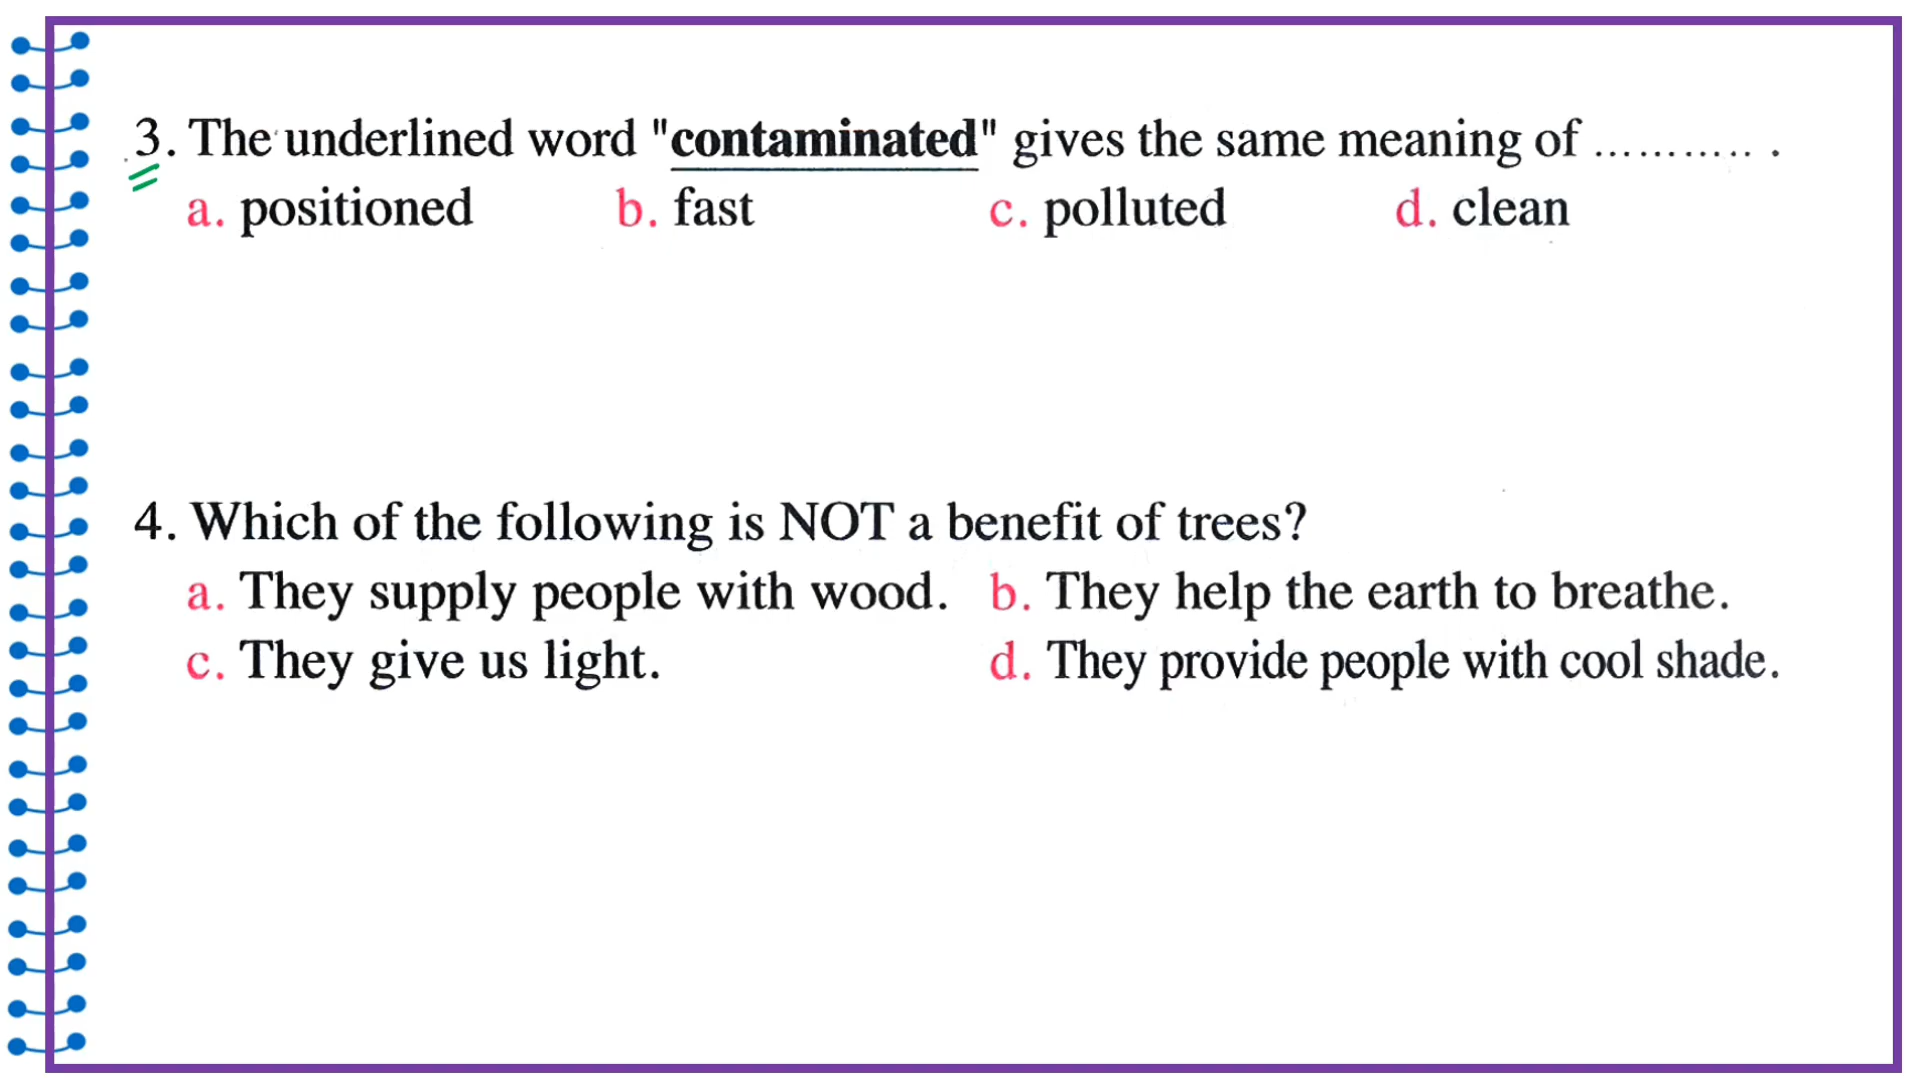 3. The underlined word "contaminated" gives the same meaning of ........... .
a. positioned b. fast c. polluted d. clean
4. Which of the following is NOT a benefit of trees?
a. They supply people with wood. b. They help the earth to breathe.
c. They give us light. d. They provide people with cool shade.